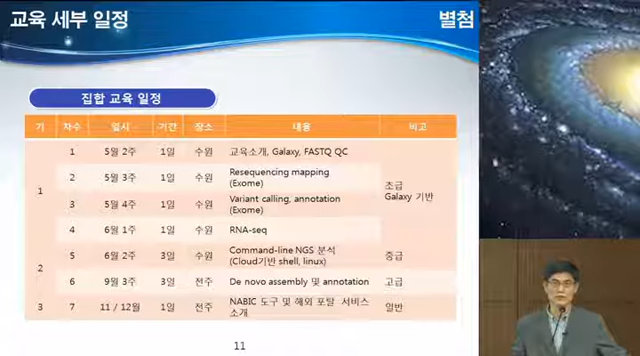 교육 세부 일정
별첨
집합 교육 일정
기 차수 일시 기간 장소 내용 비고
1 5월 2주 1일 수원 교육소개, Galaxy, FASTQ QC
2 5월 3주 1일 수원 Resequencing mapping
(Exome)
1
초급
Galaxy 기반
3 5월 4주 1일 수원 Variant calling, annotation
(Exome)
4 6월 1주 1일 수원 RNA-seq
2
5 6월 2주 3일 수원 Command-line NGS 분석
(Cloud기반 shell, linux)
중급
6 9월 3주 3일 전주 De novo assembly 및 annotation 고급
3 7 11 / 12월 1일 전주 NABIC 도구 및 해외 포탈 서비스
소개
일반
11